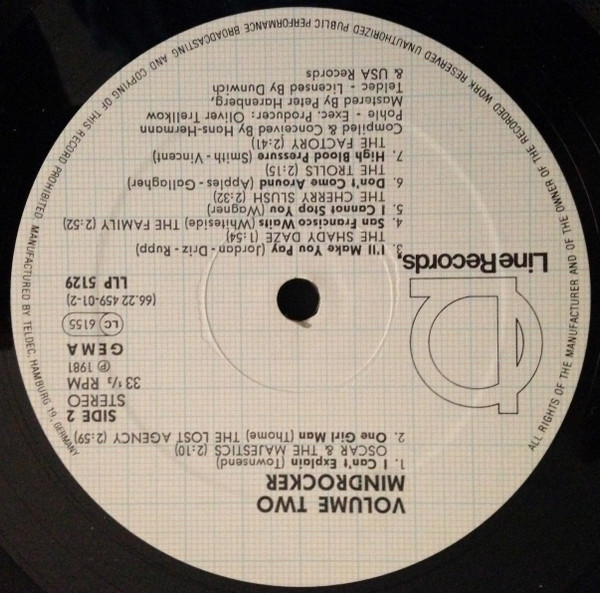 MINDROCKER
VOLUME TWO
1. I Can't Explain (Townsend)
OSCAR & THE MAJESTICS (2:10)
2. One Girl Man (Thome) THE LOST AGENCY (2:59)
SIDE 2
STEREO
33 1/3 RPM
Ⓟ 1981
GEMA
LC 6155
(66.22 459-01-2)
LLP 5129
Line Records,
3. I'll Make You Pay (Jordon - Driz - Rupp)
THE SHADY DAZE (1:54)
4. San Francisco Waits (Whiteside) THE FAMILY (2:52)
5. I Cannot Stop You (Wagner)
THE CHERRY SLUSH (2:32)
6. Don't Come Around (Apples - Gallagher)
THE TROLLS (2:15)
7. High Blood Pressure (Smith - Vincent)
THE FACTORY (2:41)
Compiled & Conceived By Hans-Hermann
Pohle - Exec. Producer: Oliver Trellkow
Mastered By Peter Harenberg,
Teldec - Licensed By Dunwich
& USA Records
ALL RIGHTS OF THE MANUFACTURER AND OF THE OWNER OF THE RECORDED WORK RESERVED UNAUTHORIZED PUBLIC PERFORMANCE BROADCASTING AND COPYING OF THIS RECORD PROHIBITED MANUFACTURED BY TELDEC, HAMBURG 19, GERMANY